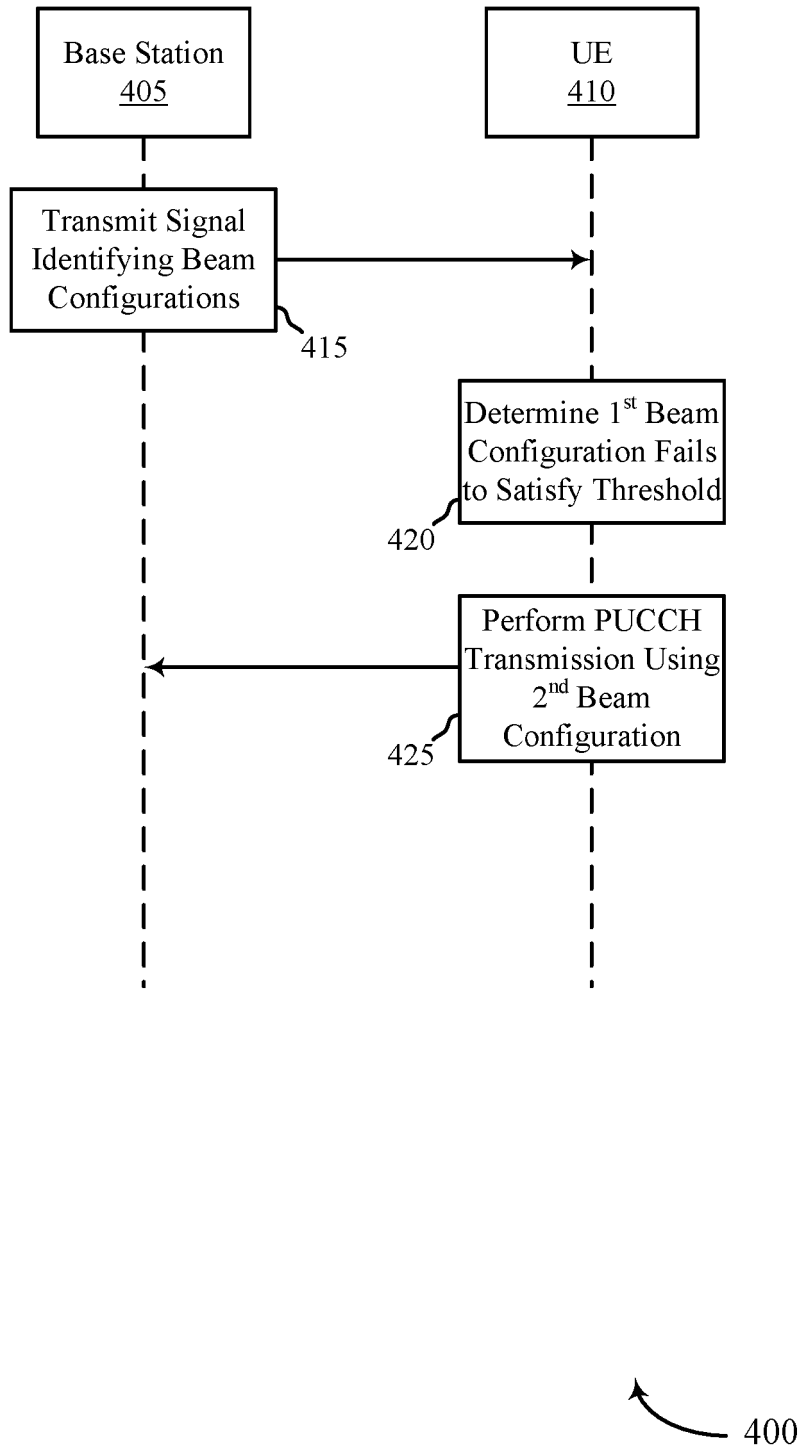 Base Station
405
UE
410
Transmit Signal
Identifying Beam
Configurations
415
Determine 1st Beam
Configuration Fails
to Satisfy Threshold
420
Perform PUCCH
Transmission Using
2nd Beam
Configuration
425
400